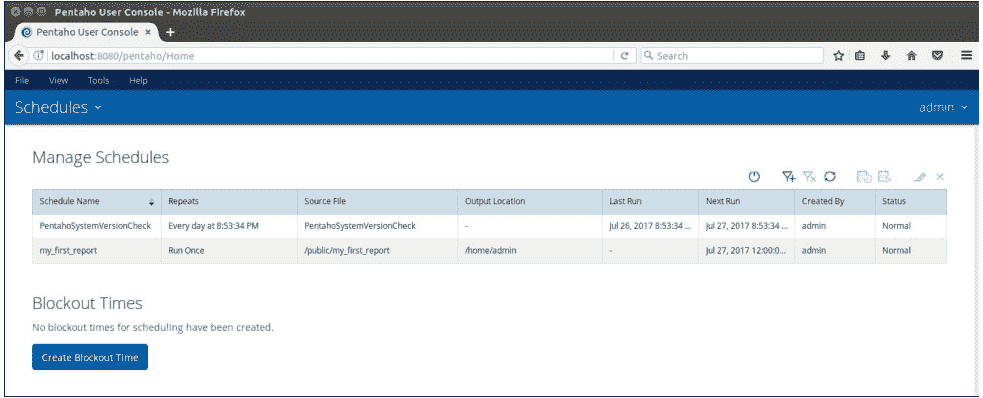 Pentaho User Console - Mozilla Firefox
Pentaho User Console × +
localhost:8080/pentaho/Home Search
File View Tools Help
Schedules admin
Manage Schedules
Schedule Name Repeats Source File Output Location Last Run Next Run Created By Status
PentahoSystemVersionCheck Every day at 8:53:34 PM PentahoSystemVersionCheck - Jul 26, 2017 8:53:34 ... Jul 27, 2017 8:53:34 ... admin Normal
my_first_report Run Once /public/my_first_report /home/admin - Jul 27, 2017 12:00:0... admin Normal
Blockout Times
No blockout times for scheduling have been created.
Create Blockout Time